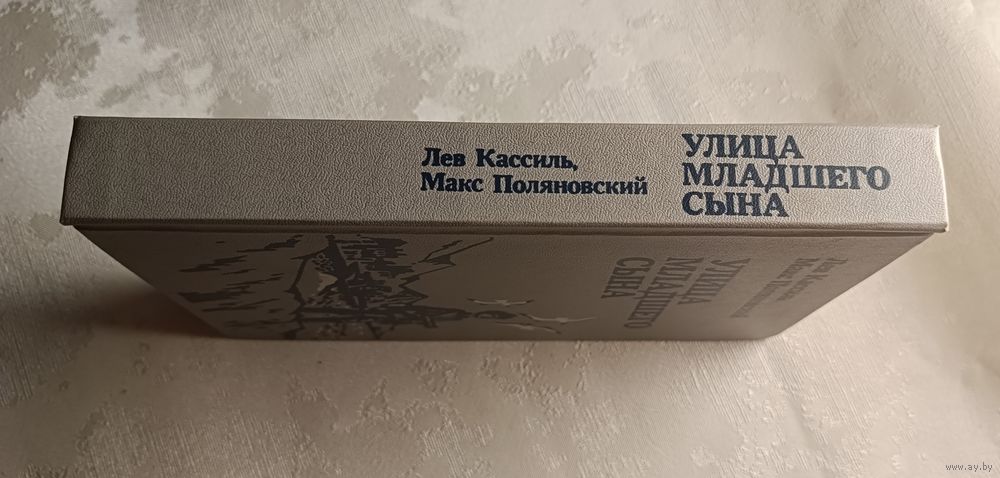 Лев Кассиль,
Макс Поляновский
УЛИЦА
МЛАДШЕГО
СЫНА
УЛИЦА
МЛАДШЕГО
СЫНА
www.ay.by